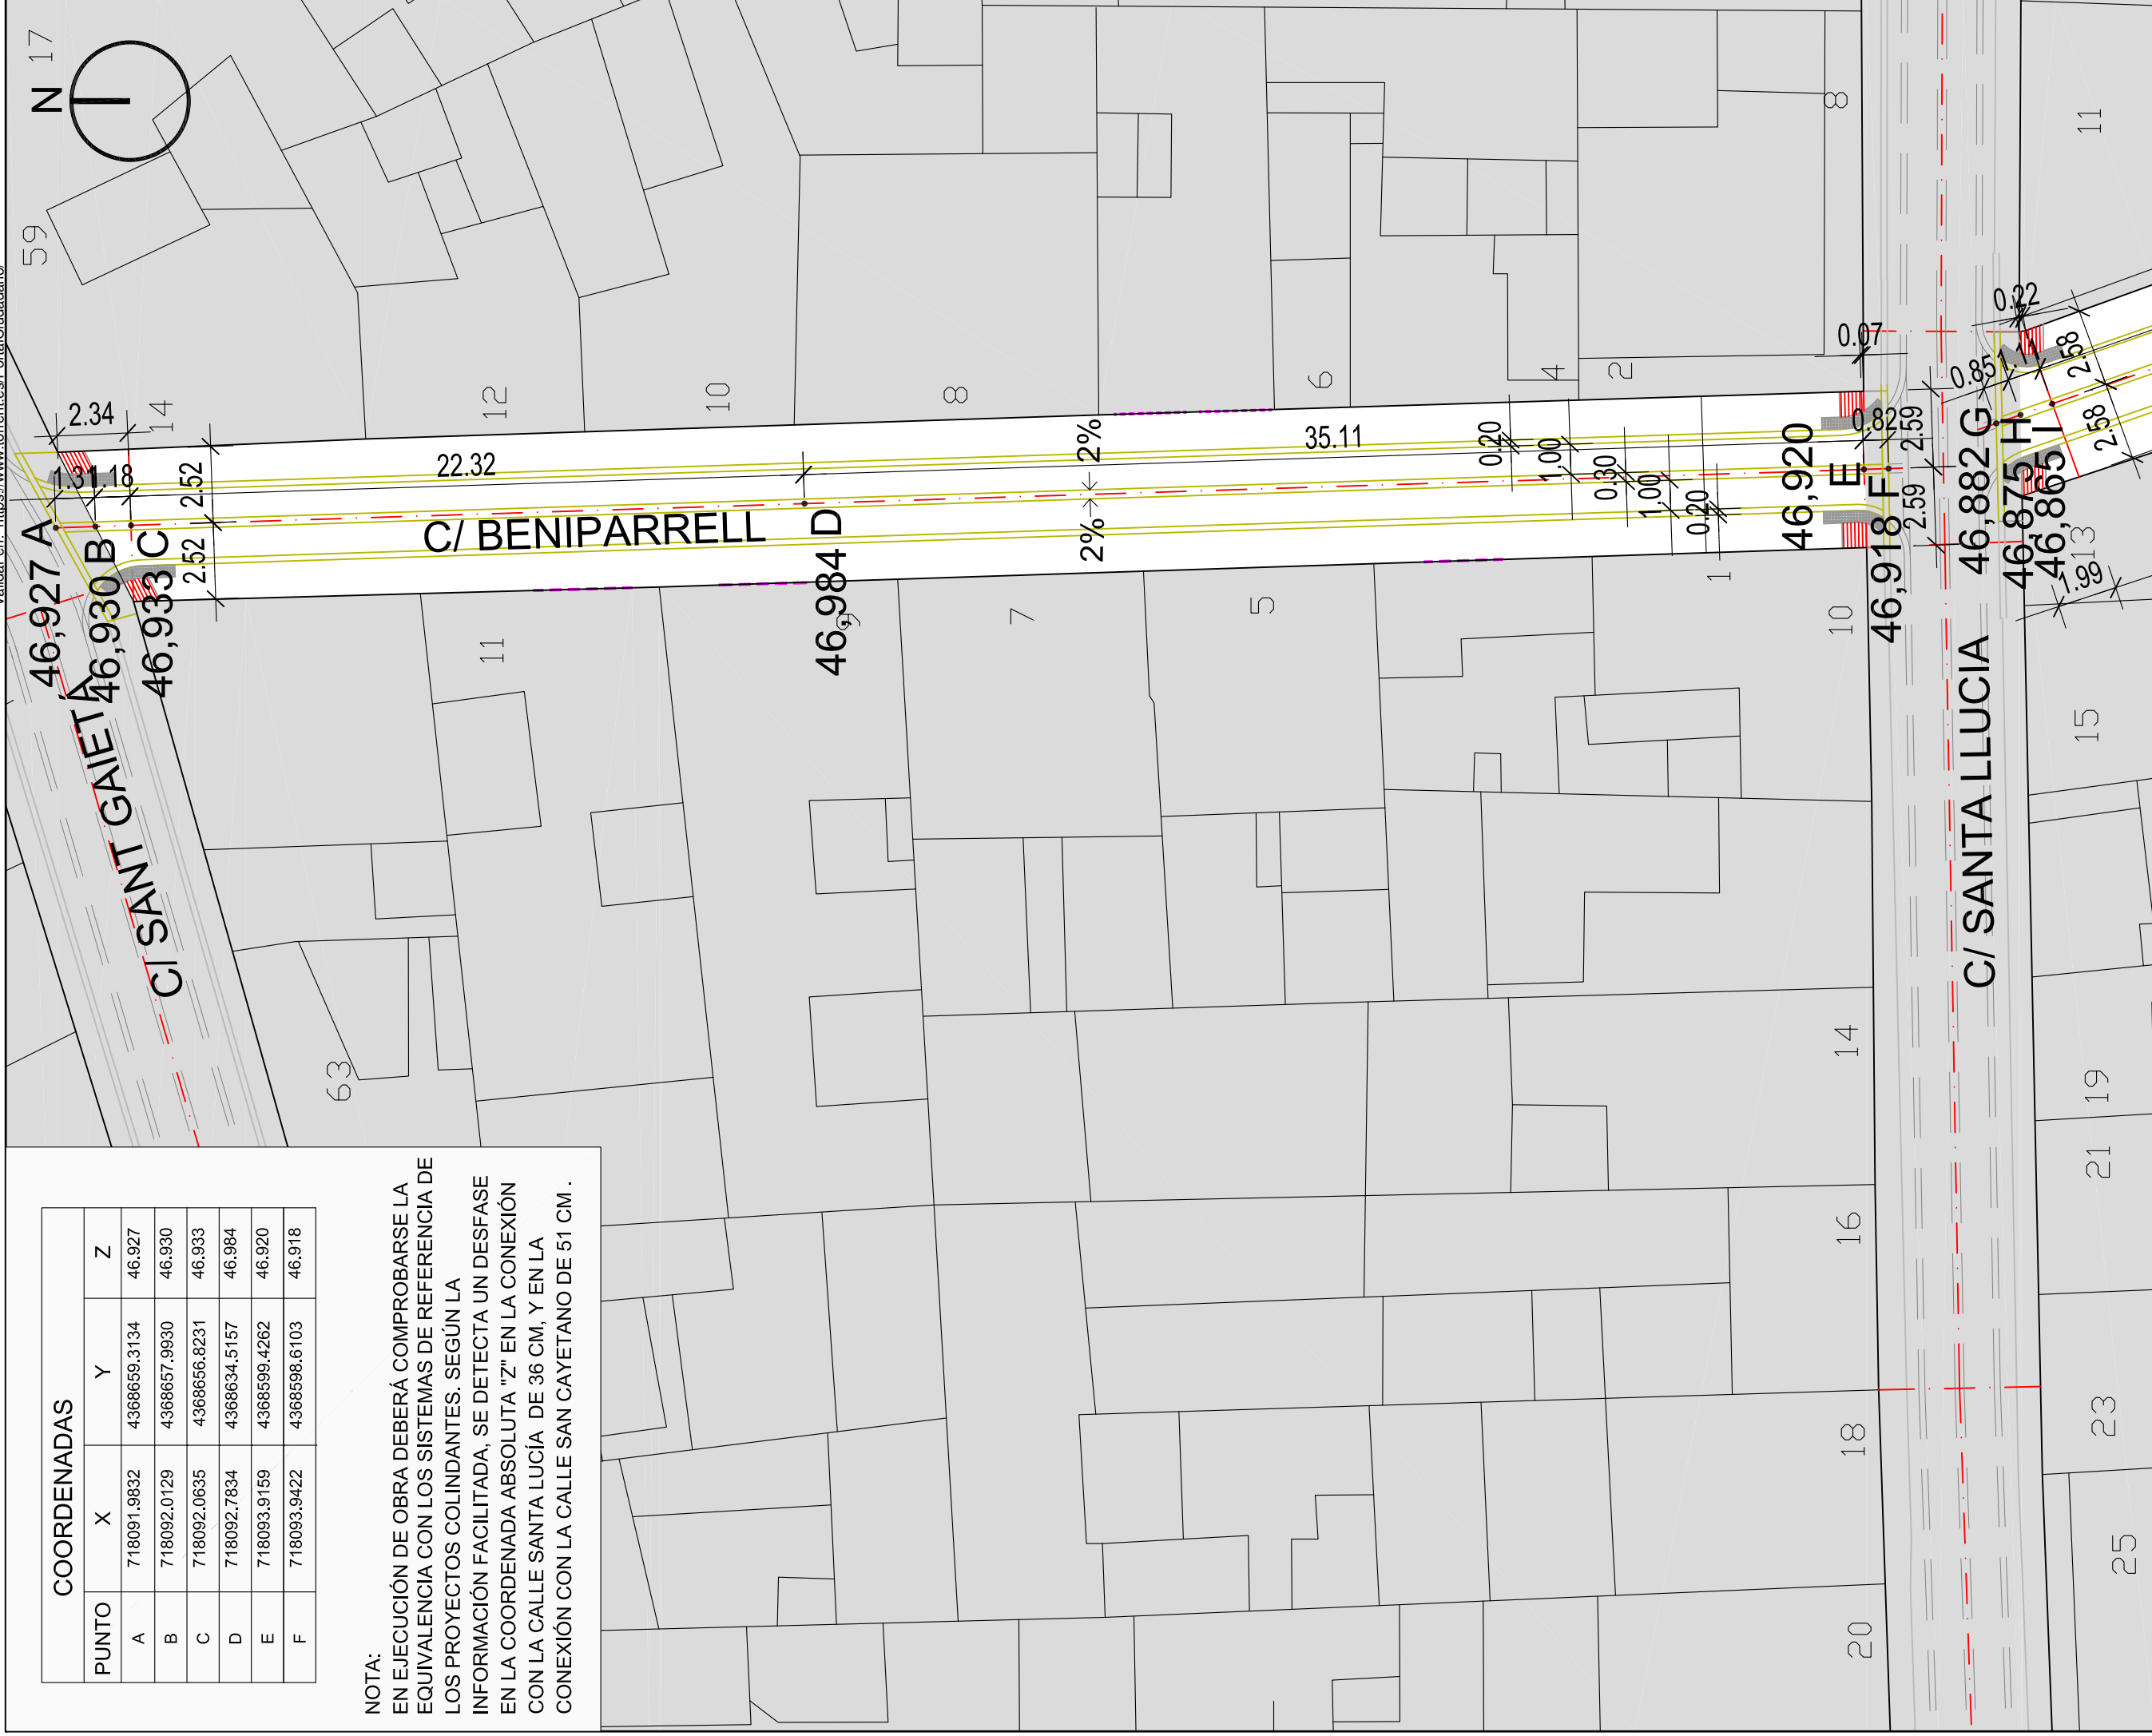 COORDENADAS
PUNTO X Y Z
A 718091.9832 4368659.3134 46.927
B 718092.0129 4368657.9930 46.930
C 718092.0635 4368656.8231 46.933
D 718092.7834 4368634.5157 46.984
E 718093.9159 4368599.4262 46.920
F 718093.9422 4368598.6103 46.918
NOTA:
EN EJECUCIÓN DE OBRA DEBERÁ COMPROBARSE LA
EQUIVALENCIA CON LOS SISTEMAS DE REFERENCIA DE
LOS PROYECTOS COLINDANTES. SEGÚN LA
INFORMACIÓN FACILITADA, SE DETECTA UN DESFASE
EN LA COORDENADA ABSOLUTA "Z" EN LA CONEXIÓN
CON LA CALLE SANTA LUCÍA DE 36 CM, Y EN LA
CONEXIÓN CON LA CALLE SAN CAYETANO DE 51 CM .
N
17
59
14
12
10
8
6
4
2
8
11
2.34
1.31
1.18
2.52
2.52
22.32
35.11
2%
2%
0.20
1,00
0.30
1,00
0.20
0.07
0.82
2.59
2.59
0.22
0.85
1.11
2.58
2.58
1.99
46,927 A
46,930 B
46,933 C
46,984 D
46,920 E
46,918 F
46,882 G
46,875 H
46,865 I
C/ BENIPARRELL
C/ SANT GAIETÀ
C/ SANTA LLUCIA
11
9
7
5
1
10
13
15
63
14
19
21
16
23
18
25
20